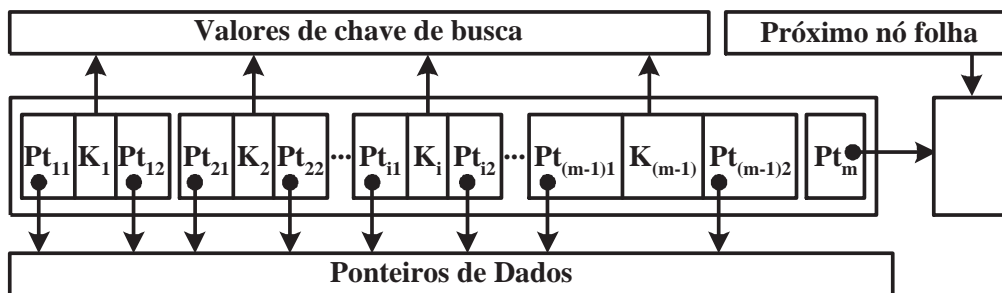 Valores de chave de busca
Próximo nó folha
Pt11 K1 Pt12 Pt21 K2 Pt22 ... Pti1 Ki Pti2 ... Pt(m-1)1 K(m-1) Pt(m-1)2 Ptm
Ponteiros de Dados